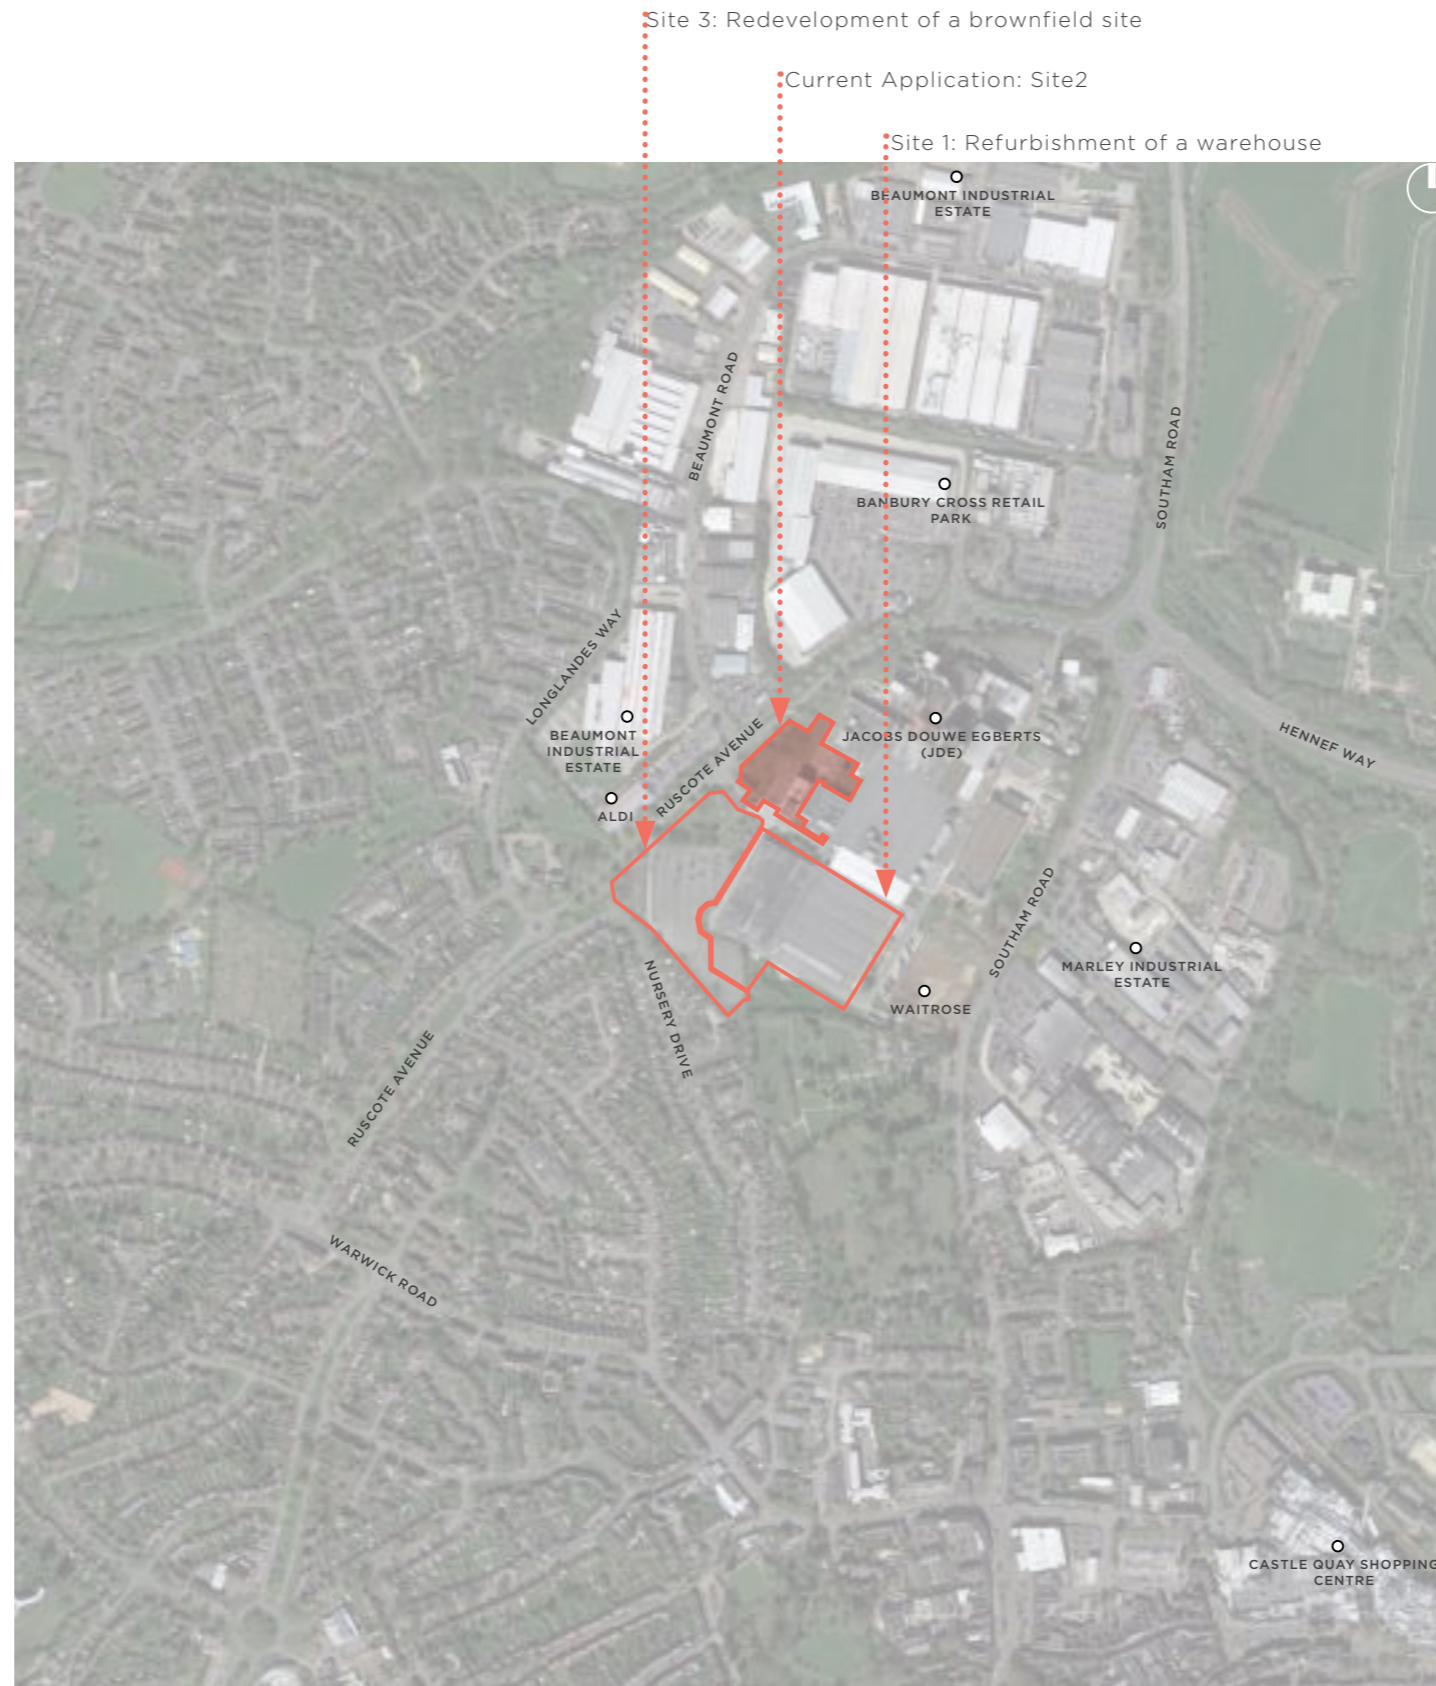 Site 3: Redevelopment of a brownfield site
Current Application: Site2
Site 1: Refurbishment of a warehouse
BEAUMONT INDUSTRIAL
ESTATE
BEAUMONT ROAD
SOUTHAM ROAD
BANBURY CROSS RETAIL
PARK
LONGLANDES WAY
BEAUMONT
INDUSTRIAL
ESTATE
RUSCOTE AVENUE
JACOBS DOUWE EGBERTS
(JDE)
HENNEF WAY
ALDI
SOUTHAM ROAD
MARLEY INDUSTRIAL
ESTATE
WAITROSE
NURSERY DRIVE
RUSCOTE AVENUE
WARWICK ROAD
CASTLE QUAY SHOPPING
CENTRE